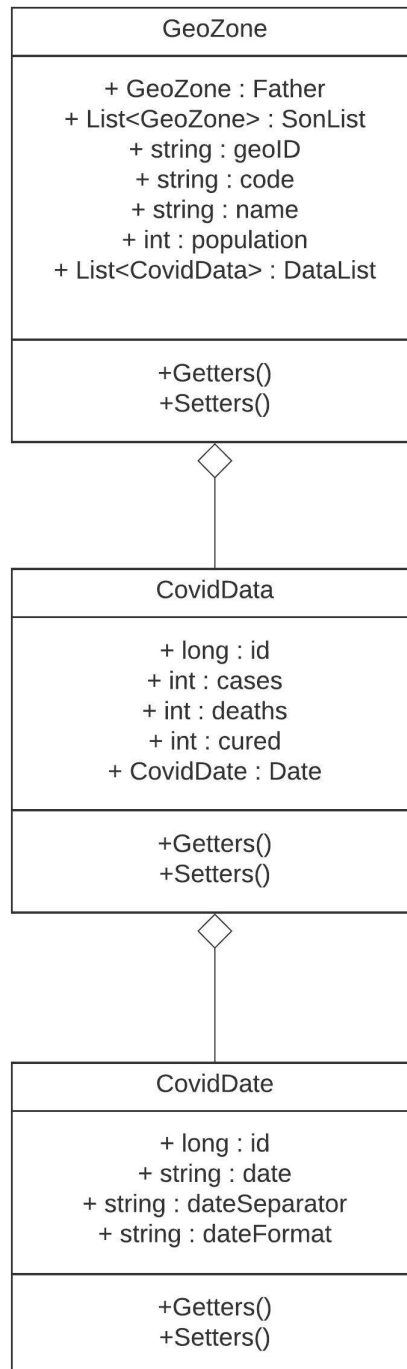 GeoZone
+ GeoZone : Father
+ List<GeoZone> : SonList
+ string : geoID
+ string : code
+ string : name
+ int : population
+ List<CovidData> : DataList
+Getters()
+Setters()
CovidData
+ long : id
+ int : cases
+ int : deaths
+ int : cured
+ CovidDate : Date
+Getters()
+Setters()
CovidDate
+ long : id
+ string : date
+ string : dateSeparator
+ string : dateFormat
+Getters()
+Setters()